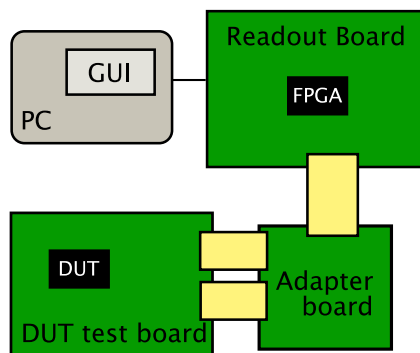 Readout Board
GUI
FPGA
PC
DUT
Adapter
board
DUT test board